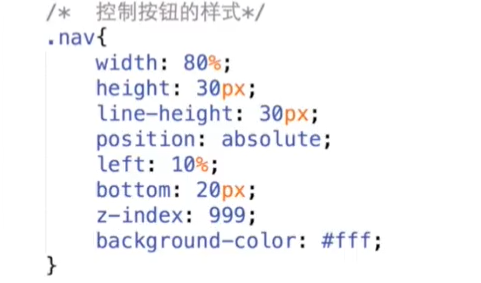 /*  控制按钮的样式*/
.nav{
    width: 80%;
    height: 30px;
    line-height: 30px;
    position: absolute;
    left: 10%;
    bottom: 20px;
    z-index: 999;
    background-color: #fff;
}